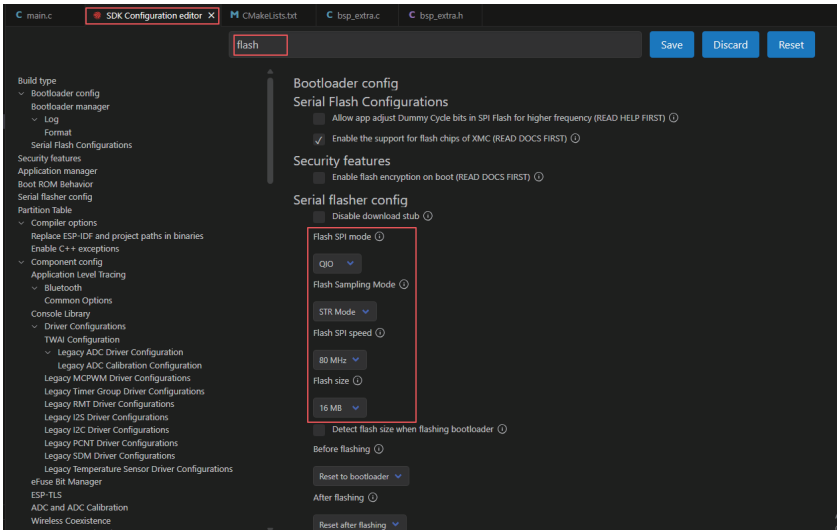 main.c
SDK Configuration editor
CMakeLists.txt
bsp_extra.c
bsp_extra.h
flash
Save
Discard
Reset
Build type
Bootloader config
Bootloader manager
Log
Format
Serial Flash Configurations
Security features
Application manager
Boot ROM Behavior
Serial flasher config
Partition Table
Compiler options
Replace ESP-IDF and project paths in binaries
Enable C++ exceptions
Component config
Application Level Tracing
Bluetooth
Common Options
Console Library
Driver Configurations
TWAI Configuration
Legacy ADC Driver Configuration
Legacy ADC Calibration Configuration
Legacy MCPWM Driver Configurations
Legacy Timer Group Driver Configurations
Legacy RMT Driver Configurations
Legacy I2S Driver Configurations
Legacy I2C Driver Configurations
Legacy PCNT Driver Configurations
Legacy SDM Driver Configurations
Legacy Temperature Sensor Driver Configurations
eFuse Bit Manager
ESP-TLS
ADC and ADC Calibration
Wireless Coexistence
Bootloader config
Serial Flash Configurations
Allow app adjust Dummy Cycle bits in SPI Flash for higher frequency (READ HELP FIRST)
Enable the support for flash chips of XMC (READ DOCS FIRST)
Security features
Enable flash encryption on boot (READ DOCS FIRST)
Serial flasher config
Disable download stub
Flash SPI mode
QIO
Flash Sampling Mode
STR Mode
Flash SPI speed
80 MHz
Flash size
16 MB
Detect flash size when flashing bootloader
Before flashing
Reset to bootloader
After flashing
Reset after flashing